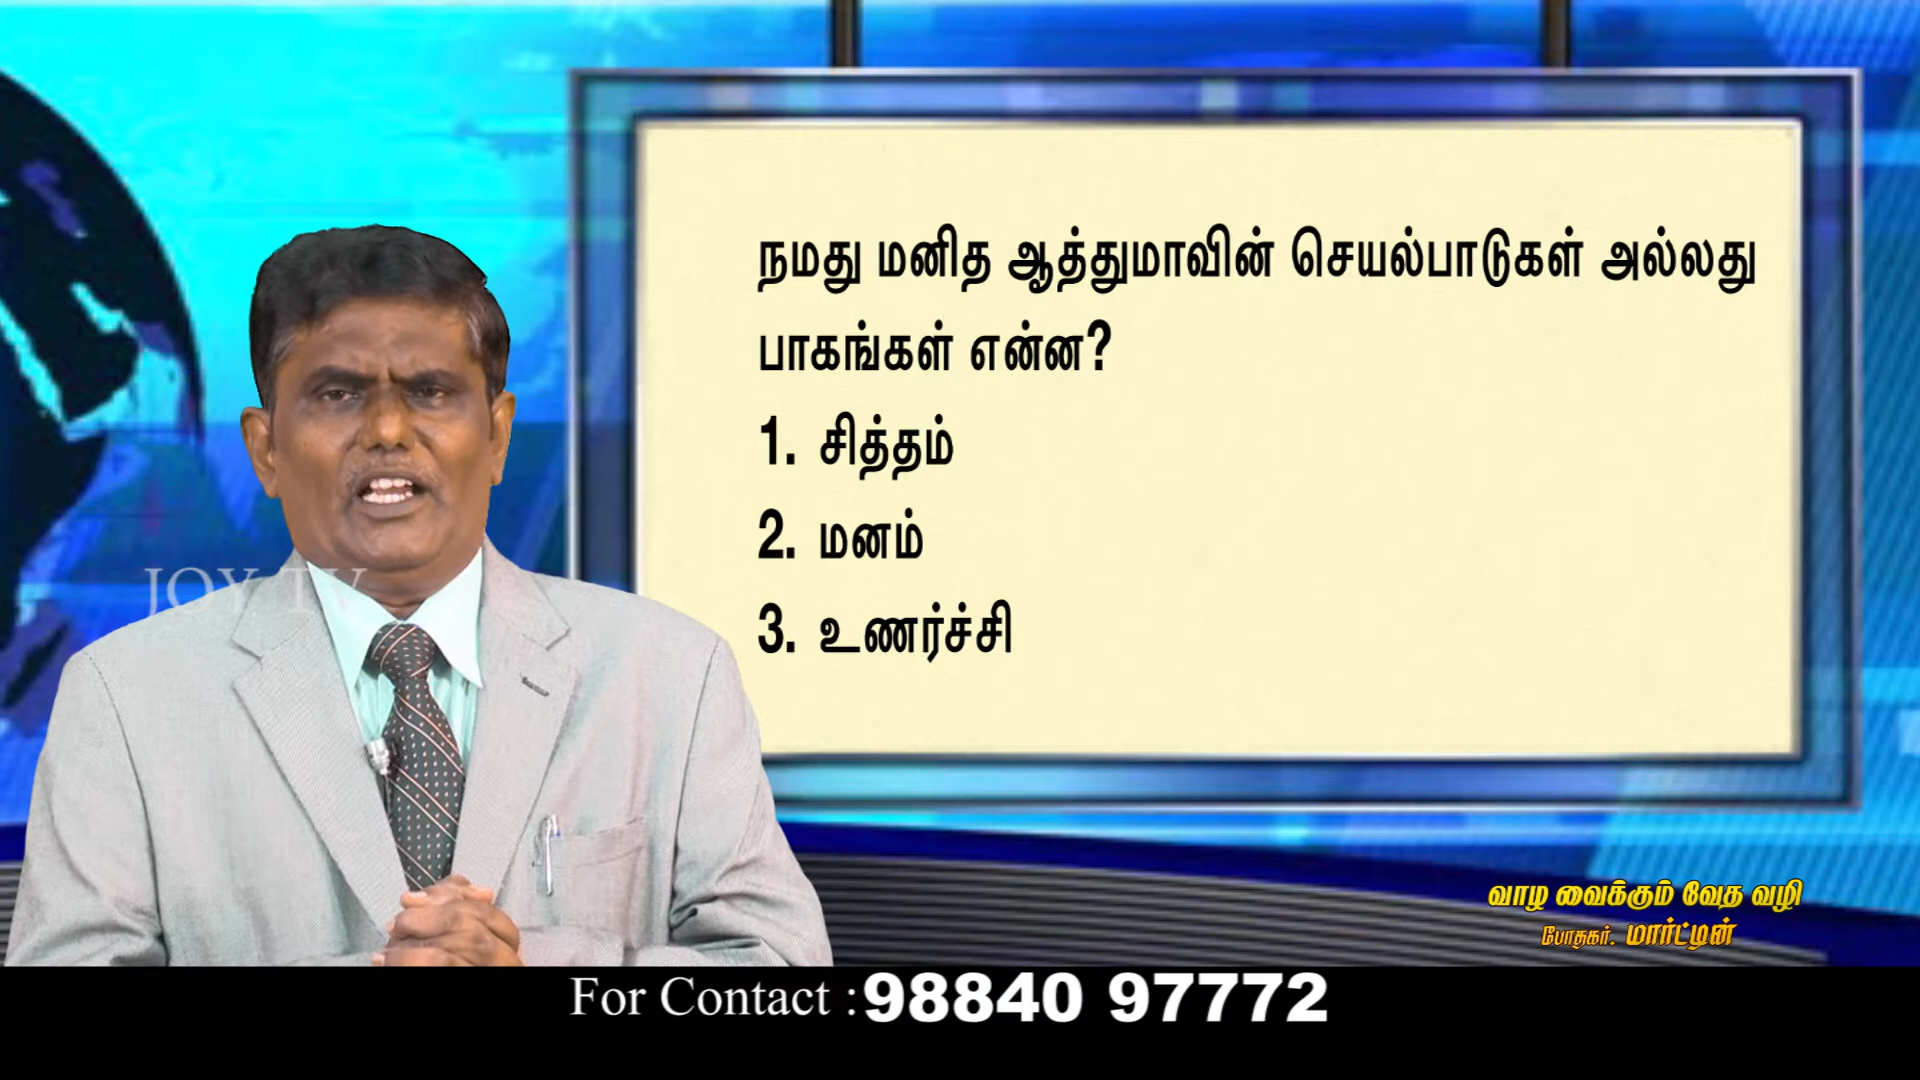 நமது மனித ஆத்துமாவின் செயல்பாடுகள் அல்லது
பாகங்கள் என்ன?
1. சித்தம்
2. மனம்
3. உணர்ச்சி
JOY TV
வாழ வைக்கும் வேத வழி
போதகர். மார்ட்டின்
For Contact : 98840 97772